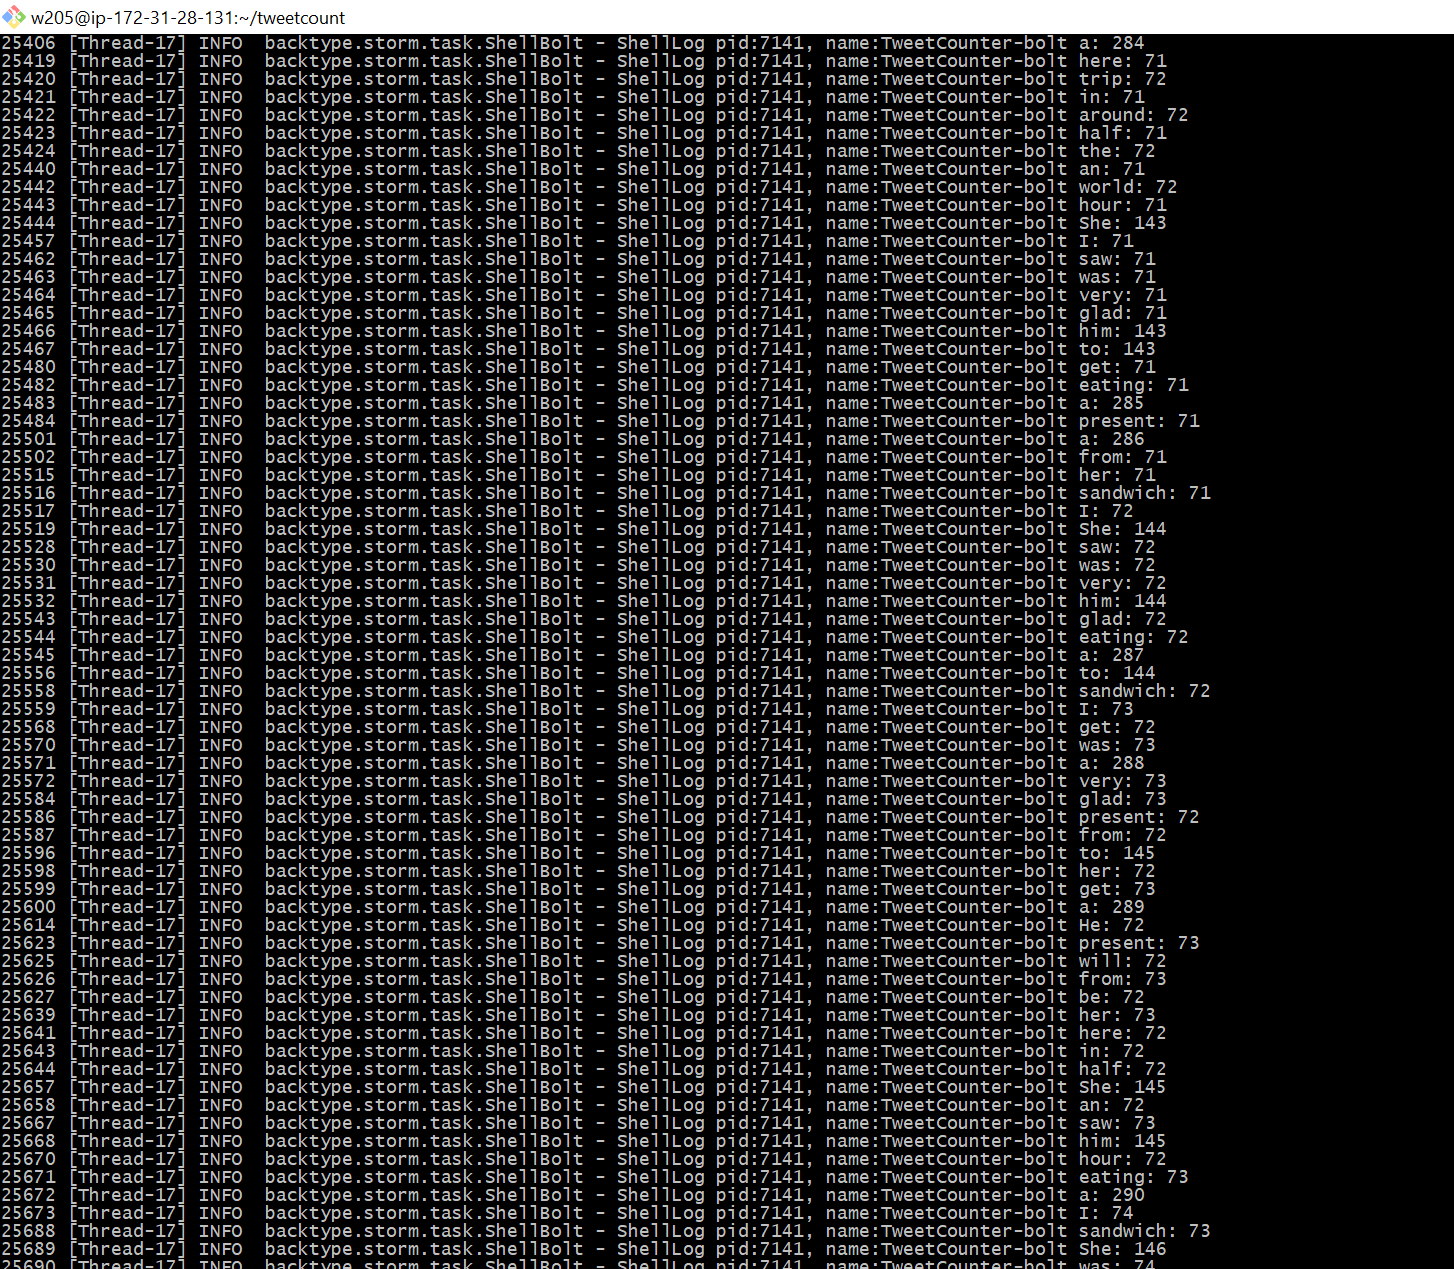 w205@ip-172-31-28-131:~/tweetcount
25406 [Thread-17] INFO  backtype.storm.task.ShellBolt - ShellLog pid:7141, name:TweetCounter-bolt a: 284
25419 [Thread-17] INFO  backtype.storm.task.ShellBolt - ShellLog pid:7141, name:TweetCounter-bolt here: 71
25420 [Thread-17] INFO  backtype.storm.task.ShellBolt - ShellLog pid:7141, name:TweetCounter-bolt trip: 72
25421 [Thread-17] INFO  backtype.storm.task.ShellBolt - ShellLog pid:7141, name:TweetCounter-bolt in: 71
25422 [Thread-17] INFO  backtype.storm.task.ShellBolt - ShellLog pid:7141, name:TweetCounter-bolt around: 72
25423 [Thread-17] INFO  backtype.storm.task.ShellBolt - ShellLog pid:7141, name:TweetCounter-bolt half: 71
25424 [Thread-17] INFO  backtype.storm.task.ShellBolt - ShellLog pid:7141, name:TweetCounter-bolt the: 72
25440 [Thread-17] INFO  backtype.storm.task.ShellBolt - ShellLog pid:7141, name:TweetCounter-bolt an: 71
25442 [Thread-17] INFO  backtype.storm.task.ShellBolt - ShellLog pid:7141, name:TweetCounter-bolt world: 72
25443 [Thread-17] INFO  backtype.storm.task.ShellBolt - ShellLog pid:7141, name:TweetCounter-bolt hour: 71
25444 [Thread-17] INFO  backtype.storm.task.ShellBolt - ShellLog pid:7141, name:TweetCounter-bolt She: 143
25457 [Thread-17] INFO  backtype.storm.task.ShellBolt - ShellLog pid:7141, name:TweetCounter-bolt I: 71
25462 [Thread-17] INFO  backtype.storm.task.ShellBolt - ShellLog pid:7141, name:TweetCounter-bolt saw: 71
25463 [Thread-17] INFO  backtype.storm.task.ShellBolt - ShellLog pid:7141, name:TweetCounter-bolt was: 71
25464 [Thread-17] INFO  backtype.storm.task.ShellBolt - ShellLog pid:7141, name:TweetCounter-bolt very: 71
25465 [Thread-17] INFO  backtype.storm.task.ShellBolt - ShellLog pid:7141, name:TweetCounter-bolt glad: 71
25466 [Thread-17] INFO  backtype.storm.task.ShellBolt - ShellLog pid:7141, name:TweetCounter-bolt him: 143
25467 [Thread-17] INFO  backtype.storm.task.ShellBolt - ShellLog pid:7141, name:TweetCounter-bolt to: 143
25480 [Thread-17] INFO  backtype.storm.task.ShellBolt - ShellLog pid:7141, name:TweetCounter-bolt get: 71
25482 [Thread-17] INFO  backtype.storm.task.ShellBolt - ShellLog pid:7141, name:TweetCounter-bolt eating: 71
25483 [Thread-17] INFO  backtype.storm.task.ShellBolt - ShellLog pid:7141, name:TweetCounter-bolt a: 285
25484 [Thread-17] INFO  backtype.storm.task.ShellBolt - ShellLog pid:7141, name:TweetCounter-bolt present: 71
25501 [Thread-17] INFO  backtype.storm.task.ShellBolt - ShellLog pid:7141, name:TweetCounter-bolt a: 286
25502 [Thread-17] INFO  backtype.storm.task.ShellBolt - ShellLog pid:7141, name:TweetCounter-bolt from: 71
25515 [Thread-17] INFO  backtype.storm.task.ShellBolt - ShellLog pid:7141, name:TweetCounter-bolt her: 71
25516 [Thread-17] INFO  backtype.storm.task.ShellBolt - ShellLog pid:7141, name:TweetCounter-bolt sandwich: 71
25517 [Thread-17] INFO  backtype.storm.task.ShellBolt - ShellLog pid:7141, name:TweetCounter-bolt I: 72
25519 [Thread-17] INFO  backtype.storm.task.ShellBolt - ShellLog pid:7141, name:TweetCounter-bolt She: 144
25528 [Thread-17] INFO  backtype.storm.task.ShellBolt - ShellLog pid:7141, name:TweetCounter-bolt saw: 72
25530 [Thread-17] INFO  backtype.storm.task.ShellBolt - ShellLog pid:7141, name:TweetCounter-bolt was: 72
25531 [Thread-17] INFO  backtype.storm.task.ShellBolt - ShellLog pid:7141, name:TweetCounter-bolt very: 72
25532 [Thread-17] INFO  backtype.storm.task.ShellBolt - ShellLog pid:7141, name:TweetCounter-bolt him: 144
25543 [Thread-17] INFO  backtype.storm.task.ShellBolt - ShellLog pid:7141, name:TweetCounter-bolt glad: 72
25544 [Thread-17] INFO  backtype.storm.task.ShellBolt - ShellLog pid:7141, name:TweetCounter-bolt eating: 72
25545 [Thread-17] INFO  backtype.storm.task.ShellBolt - ShellLog pid:7141, name:TweetCounter-bolt a: 287
25556 [Thread-17] INFO  backtype.storm.task.ShellBolt - ShellLog pid:7141, name:TweetCounter-bolt to: 144
25558 [Thread-17] INFO  backtype.storm.task.ShellBolt - ShellLog pid:7141, name:TweetCounter-bolt sandwich: 72
25559 [Thread-17] INFO  backtype.storm.task.ShellBolt - ShellLog pid:7141, name:TweetCounter-bolt I: 73
25568 [Thread-17] INFO  backtype.storm.task.ShellBolt - ShellLog pid:7141, name:TweetCounter-bolt get: 72
25570 [Thread-17] INFO  backtype.storm.task.ShellBolt - ShellLog pid:7141, name:TweetCounter-bolt was: 73
25571 [Thread-17] INFO  backtype.storm.task.ShellBolt - ShellLog pid:7141, name:TweetCounter-bolt a: 288
25572 [Thread-17] INFO  backtype.storm.task.ShellBolt - ShellLog pid:7141, name:TweetCounter-bolt very: 73
25584 [Thread-17] INFO  backtype.storm.task.ShellBolt - ShellLog pid:7141, name:TweetCounter-bolt glad: 73
25586 [Thread-17] INFO  backtype.storm.task.ShellBolt - ShellLog pid:7141, name:TweetCounter-bolt present: 72
25587 [Thread-17] INFO  backtype.storm.task.ShellBolt - ShellLog pid:7141, name:TweetCounter-bolt from: 72
25596 [Thread-17] INFO  backtype.storm.task.ShellBolt - ShellLog pid:7141, name:TweetCounter-bolt to: 145
25598 [Thread-17] INFO  backtype.storm.task.ShellBolt - ShellLog pid:7141, name:TweetCounter-bolt her: 72
25599 [Thread-17] INFO  backtype.storm.task.ShellBolt - ShellLog pid:7141, name:TweetCounter-bolt get: 73
25600 [Thread-17] INFO  backtype.storm.task.ShellBolt - ShellLog pid:7141, name:TweetCounter-bolt a: 289
25614 [Thread-17] INFO  backtype.storm.task.ShellBolt - ShellLog pid:7141, name:TweetCounter-bolt He: 72
25623 [Thread-17] INFO  backtype.storm.task.ShellBolt - ShellLog pid:7141, name:TweetCounter-bolt present: 73
25625 [Thread-17] INFO  backtype.storm.task.ShellBolt - ShellLog pid:7141, name:TweetCounter-bolt will: 72
25626 [Thread-17] INFO  backtype.storm.task.ShellBolt - ShellLog pid:7141, name:TweetCounter-bolt from: 73
25627 [Thread-17] INFO  backtype.storm.task.ShellBolt - ShellLog pid:7141, name:TweetCounter-bolt be: 72
25639 [Thread-17] INFO  backtype.storm.task.ShellBolt - ShellLog pid:7141, name:TweetCounter-bolt her: 73
25641 [Thread-17] INFO  backtype.storm.task.ShellBolt - ShellLog pid:7141, name:TweetCounter-bolt here: 72
25643 [Thread-17] INFO  backtype.storm.task.ShellBolt - ShellLog pid:7141, name:TweetCounter-bolt in: 72
25644 [Thread-17] INFO  backtype.storm.task.ShellBolt - ShellLog pid:7141, name:TweetCounter-bolt half: 72
25657 [Thread-17] INFO  backtype.storm.task.ShellBolt - ShellLog pid:7141, name:TweetCounter-bolt She: 145
25658 [Thread-17] INFO  backtype.storm.task.ShellBolt - ShellLog pid:7141, name:TweetCounter-bolt an: 72
25667 [Thread-17] INFO  backtype.storm.task.ShellBolt - ShellLog pid:7141, name:TweetCounter-bolt saw: 73
25668 [Thread-17] INFO  backtype.storm.task.ShellBolt - ShellLog pid:7141, name:TweetCounter-bolt him: 145
25670 [Thread-17] INFO  backtype.storm.task.ShellBolt - ShellLog pid:7141, name:TweetCounter-bolt hour: 72
25671 [Thread-17] INFO  backtype.storm.task.ShellBolt - ShellLog pid:7141, name:TweetCounter-bolt eating: 73
25672 [Thread-17] INFO  backtype.storm.task.ShellBolt - ShellLog pid:7141, name:TweetCounter-bolt a: 290
25673 [Thread-17] INFO  backtype.storm.task.ShellBolt - ShellLog pid:7141, name:TweetCounter-bolt I: 74
25688 [Thread-17] INFO  backtype.storm.task.ShellBolt - ShellLog pid:7141, name:TweetCounter-bolt sandwich: 73
25689 [Thread-17] INFO  backtype.storm.task.ShellBolt - ShellLog pid:7141, name:TweetCounter-bolt She: 146
25690 [Thread-17] INFO  backtype.storm.task.ShellBolt - ShellLog pid:7141, name:TweetCounter-bolt was: 74